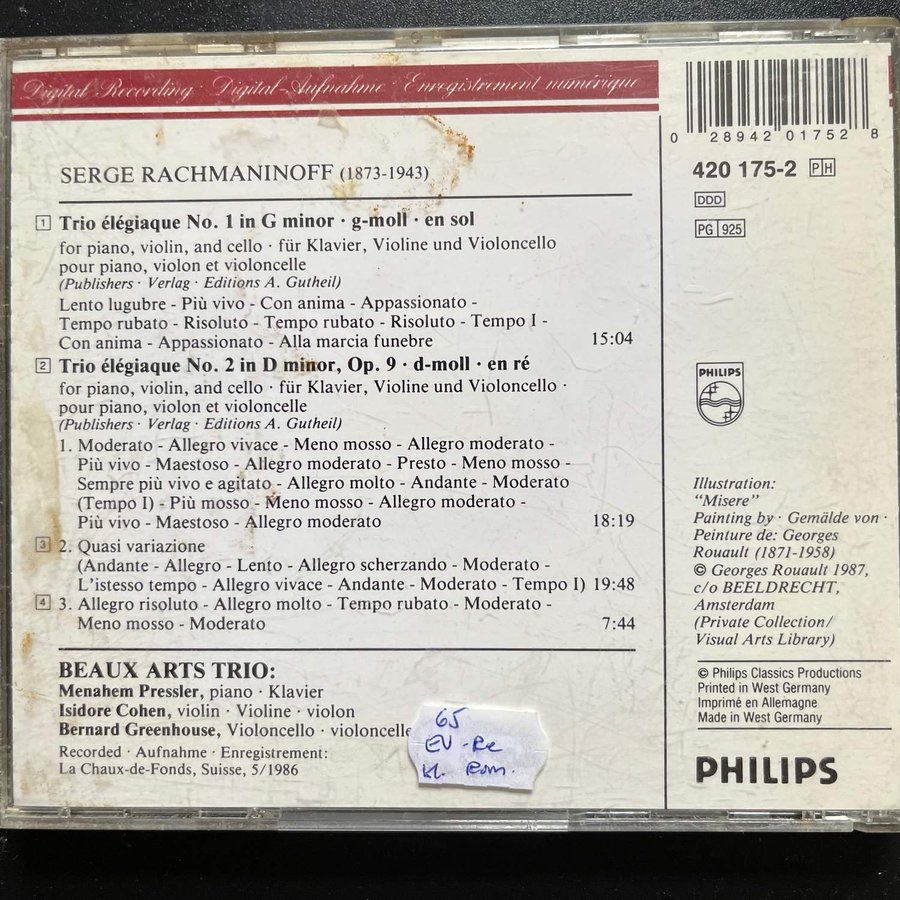 Digital Recording · Digital-Aufnahme · Enregistrement numérique
SERGE RACHMANINOFF (1873-1943)
1 Trio élégiaque No. 1 in G minor · g-moll · en sol
for piano, violin, and cello · für Klavier, Violine und Violoncello
pour piano, violon et violoncelle
(Publishers · Verlag · Editions A. Gutheil)
Lento lugubre - Più vivo - Con anima - Appassionato -
Tempo rubato - Risoluto - Tempo rubato - Risoluto - Tempo I -
Con anima - Appassionato - Alla marcia funebre 15:04
2 Trio élégiaque No. 2 in D minor, Op. 9 · d-moll · en ré
for piano, violin, and cello · für Klavier, Violine und Violoncello ·
pour piano, violon et violoncelle
(Publishers · Verlag · Editions A. Gutheil)
1. Moderato - Allegro vivace - Meno mosso - Allegro moderato -
Più vivo - Maestoso - Allegro moderato - Presto - Meno mosso -
Sempre più vivo e agitato - Allegro molto - Andante - Moderato
(Tempo I) - Più mosso - Meno mosso - Allegro moderato -
Più vivo - Maestoso - Allegro moderato 18:19
3 2. Quasi variazione
(Andante - Allegro - Lento - Allegro scherzando - Moderato -
L'istesso tempo - Allegro vivace - Andante - Moderato - Tempo I) 19:48
4 3. Allegro risoluto - Allegro molto - Tempo rubato - Moderato -
Meno mosso - Moderato 7:44
BEAUX ARTS TRIO:
Menahem Pressler, piano · Klavier
Isidore Cohen, violin · Violine · violon
Bernard Greenhouse, Violoncello · violoncelle
Recorded · Aufnahme · Enregistrement:
La Chaux-de-Fonds, Suisse, 5/1986
65
EU-Re
kl. Rom.
0 28942 01752 8
420 175-2 PH
DDD
PG 925
PHILIPS
Illustration:
"Misere"
Painting by · Gemälde von ·
Peinture de: Georges
Rouault (1871-1958)
© Georges Rouault 1987,
c/o BEELDRECHT,
Amsterdam
(Private Collection/
Visual Arts Library)
© Philips Classics Productions
Printed in West Germany
Imprimé en Allemagne
Made in West Germany
PHILIPS